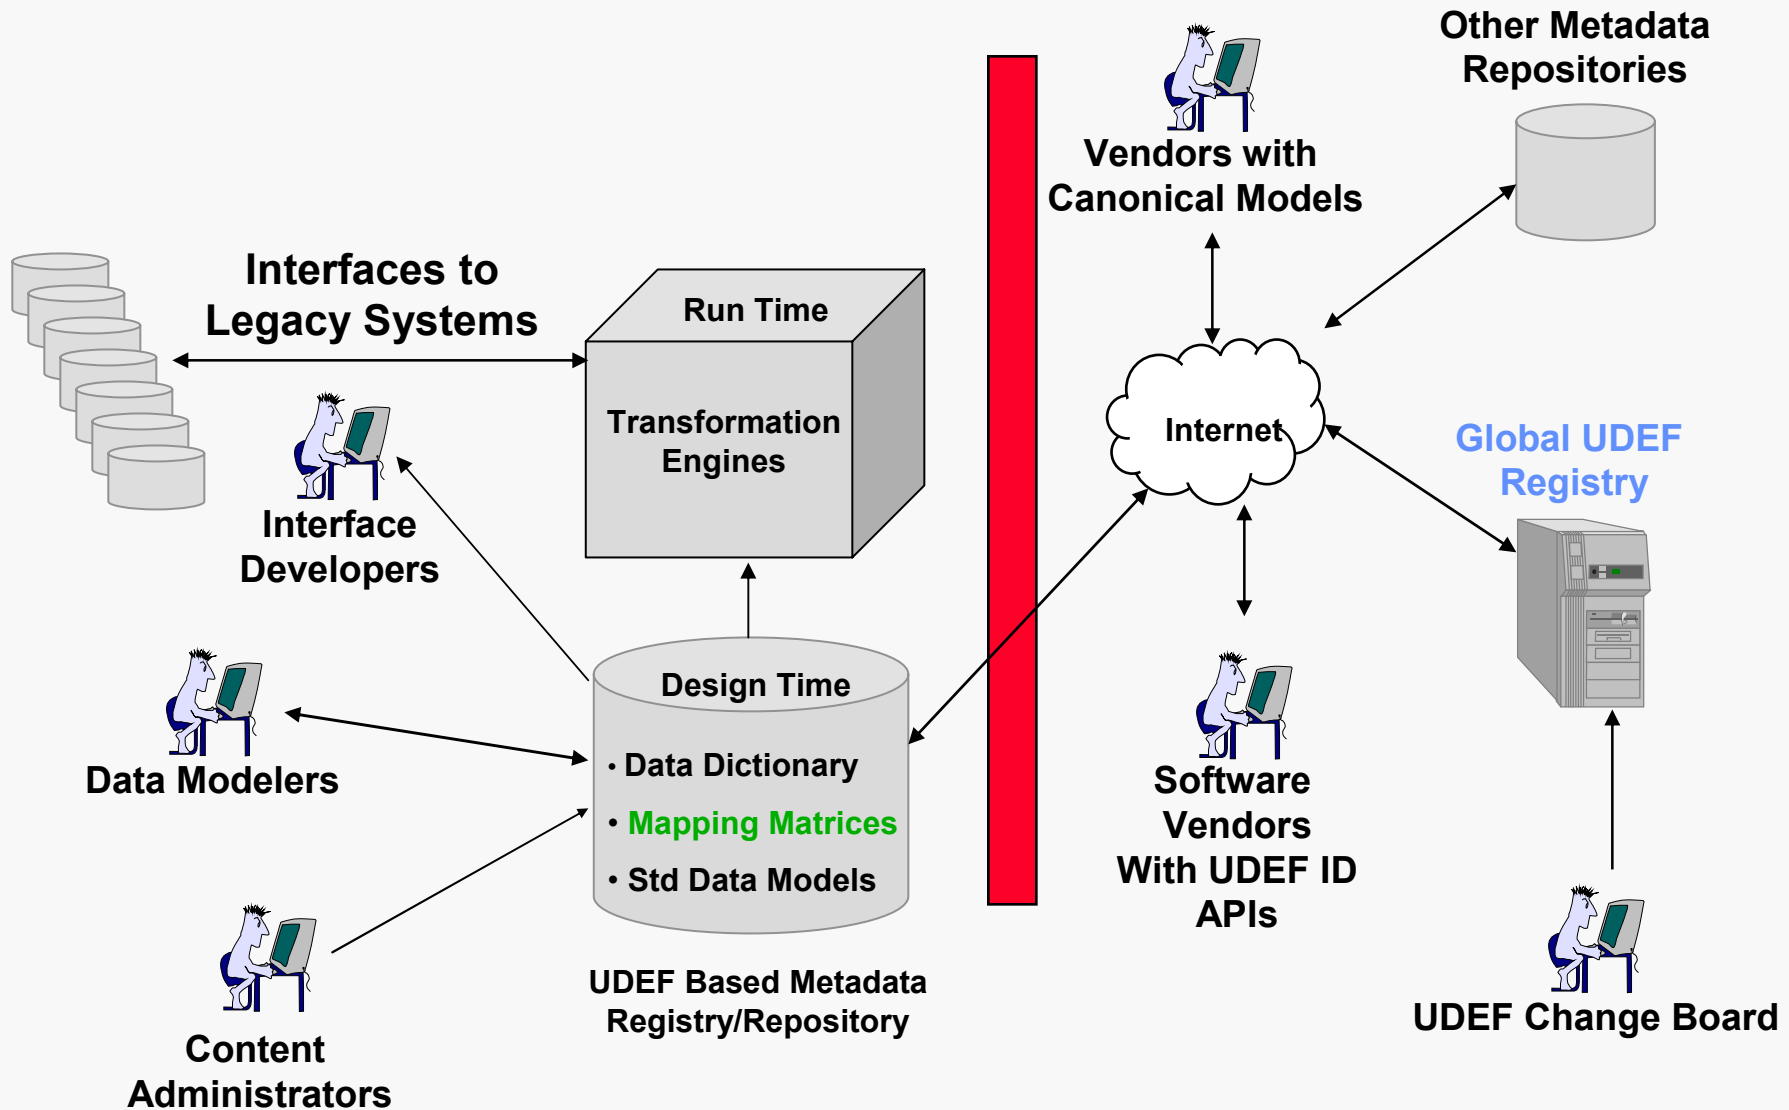 Other Metadata
Repositories
Vendors with
Canonical Models
Interfaces to
Legacy Systems
Run Time
Transformation
Engines
Internet
Global UDEF
Registry
Interface
Developers
Design Time
• Data Dictionary
• Mapping Matrices
• Std Data Models
Data Modelers
Software
Vendors
With UDEF ID
APIs
UDEF Based Metadata
Registry/Repository
UDEF Change Board
Content
Administrators